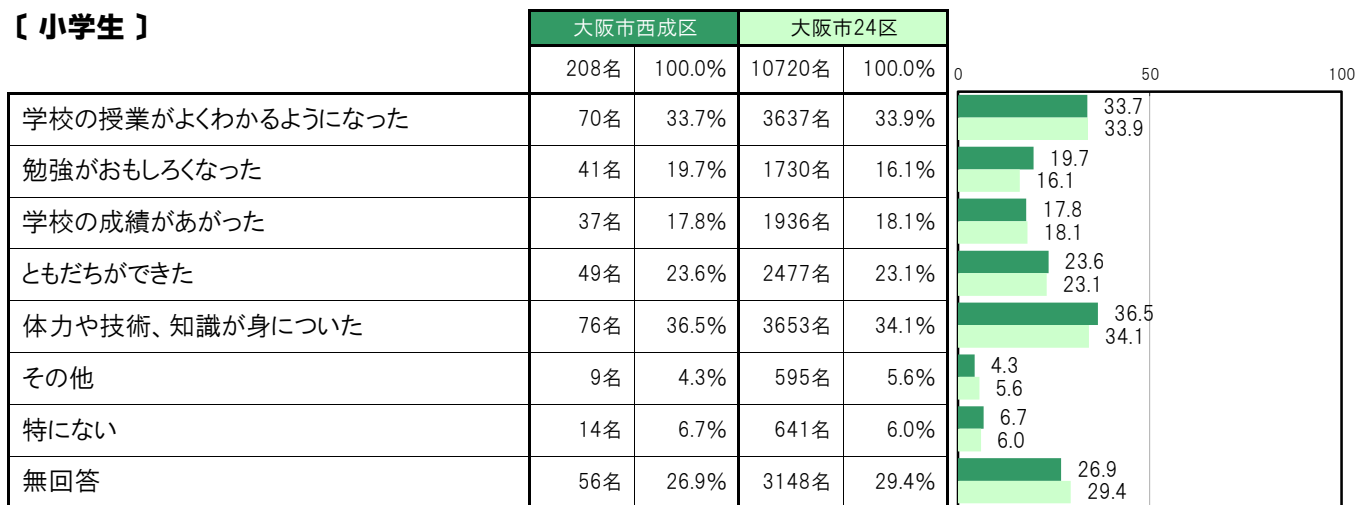 〔 小学生 〕
大阪市西成区 大阪市24区
208名 100.0% 10720名 100.0% 0 50 100
学校の授業がよくわかるようになった 70名 33.7% 3637名 33.9% 33.7
33.9
勉強がおもしろくなった 41名 19.7% 1730名 16.1% 19.7
16.1
学校の成績があがった 37名 17.8% 1936名 18.1% 17.8
18.1
ともだちができた 49名 23.6% 2477名 23.1% 23.6
23.1
体力や技術、知識が身についた 76名 36.5% 3653名 34.1% 36.5
34.1
その他 9名 4.3% 595名 5.6% 4.3
5.6
特にない 14名 6.7% 641名 6.0% 6.7
6.0
無回答 56名 26.9% 3148名 29.4% 26.9
29.4